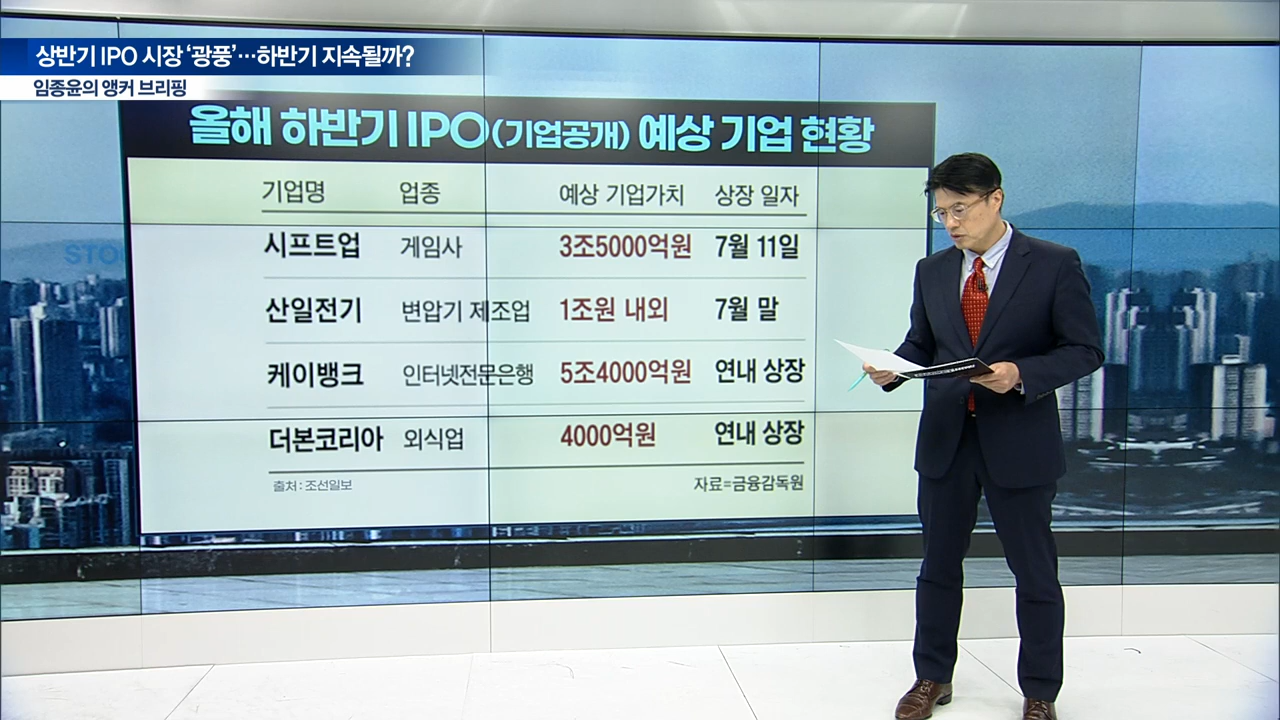 상반기 IPO 시장 ‘광풍’…하반기 지속될까?
임종윤의 앵커 브리핑
올해 하반기 IPO(기업공개) 예상 기업 현황
기업명 업종 예상 기업가치 상장 일자
시프트업 게임사 3조5000억원 7월 11일
산일전기 변압기 제조업 1조원 내외 7월 말
케이뱅크 인터넷전문은행 5조4000억원 연내 상장
더본코리아 외식업 4000억원 연내 상장
출처 : 조선일보 자료=금융감독원